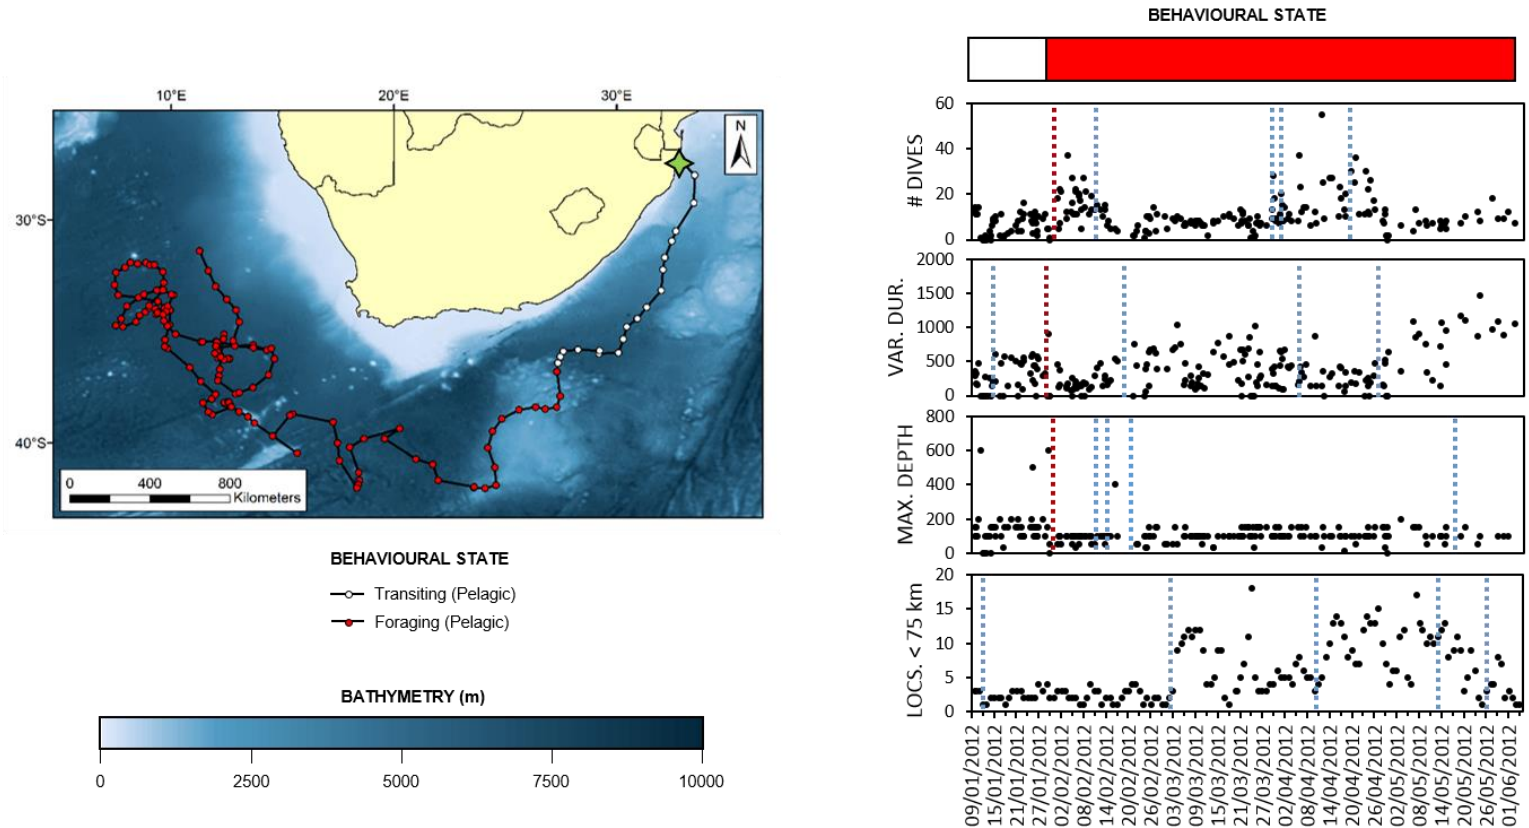 10°E 20°E 30°E
N
30°S
40°S
0 400 800
Kilometers
BEHAVIOURAL STATE
Transiting (Pelagic)
Foraging (Pelagic)
BATHYMETRY (m)
0 2500 5000 7500 10000
BEHAVIOURAL STATE
# DIVES
60
40
20
0
VAR. DUR.
2000
1500
1000
500
0
MAX. DEPTH
800
600
400
200
0
LOCS. < 75 km
20
15
10
5
0
09/01/2012
15/01/2012
21/01/2012
27/01/2012
02/02/2012
08/02/2012
14/02/2012
20/02/2012
26/02/2012
03/03/2012
09/03/2012
15/03/2012
21/03/2012
27/03/2012
02/04/2012
08/04/2012
14/04/2012
20/04/2012
26/04/2012
02/05/2012
08/05/2012
14/05/2012
20/05/2012
26/05/2012
01/06/2012